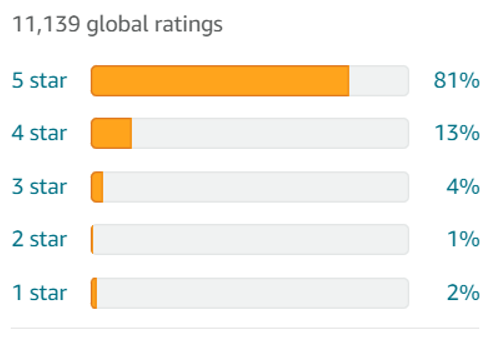 11,139 global ratings
5 star 81%
4 star 13%
3 star 4%
2 star 1%
1 star 2%